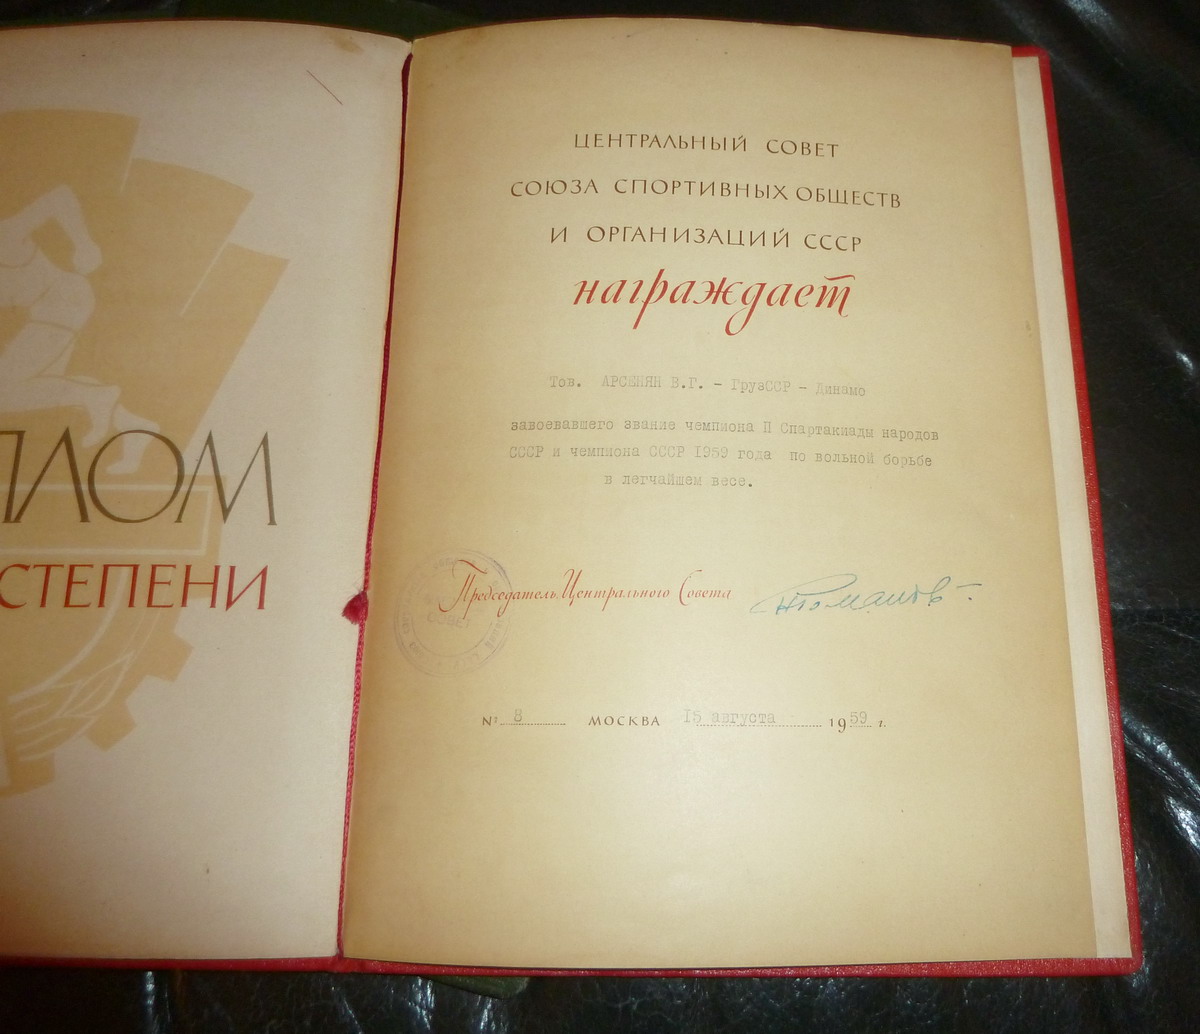 ПЛОМ
СТЕПЕНИ
ЦЕНТРАЛЬНЫЙ СОВЕТ
СОЮЗА СПОРТИВНЫХ ОБЩЕСТВ
И ОРГАНИЗАЦИЙ СССР
награждает
Тов. АРСЕНЯН В.Г. - ГрузССР - Динамо
завоевавшего звание чемпиона П Спартакиады народов
СССР и чемпиона СССР 1959 года по вольной борьбе
в легчайшем весе.
Председатель Центрального Совета Романов
СОВЕТ
№ 8 МОСКВА 15 августа 1959 г.